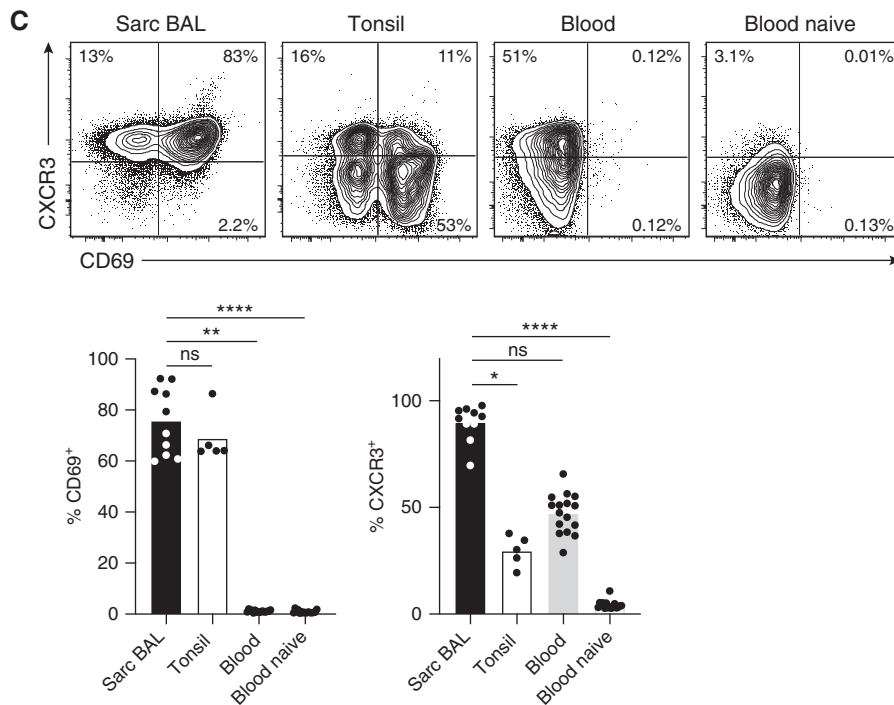 C
Sarc BAL Tonsil Blood Blood naive
13% 83% 16% 11% 51% 0.12% 3.1% 0.01%
CXCR3
2.2% 53% 0.12% 0.13%
CD69
****
**
ns
100
80
60
40
20
0
% CD69+
Sarc BAL
Tonsil
Blood
Blood naive
****
ns
*
100
50
0
% CXCR3+
Sarc BAL
Tonsil
Blood
Blood naive